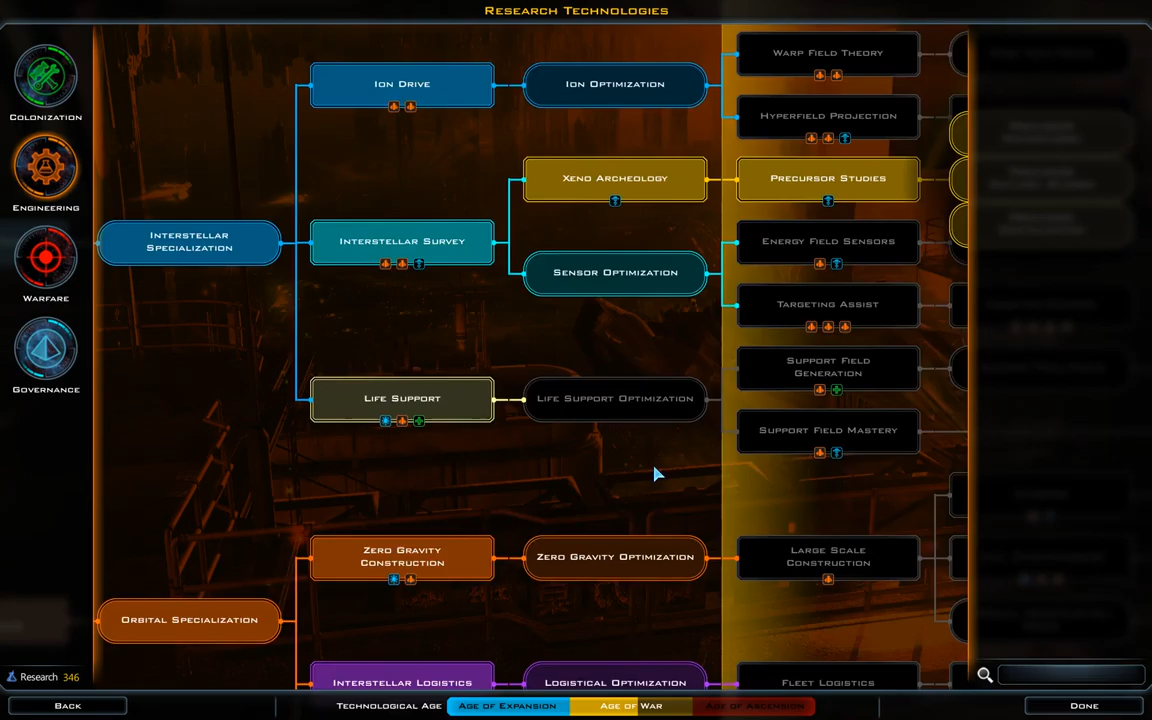 Research Technologies
Colonization
Engineering
Warfare
Governance
Interstellar
Specialization
Ion Drive
Ion Optimization
Warp Field Theory
Hyperfield Projection
Xeno Archeology
Precursor Studies
Interstellar Survey
Energy Field Sensors
Sensor Optimization
Targeting Assist
Support Field
Generation
Life Support
Life Support Optimization
Support Field Mastery
Zero Gravity
Construction
Zero Gravity Optimization
Large Scale
Construction
Orbital Specialization
Interstellar Logistics
Logistical Optimization
Fleet Logistics
Research 346
Back
Technological Age
Age of Expansion
Age of War
Age of Ascension
Done